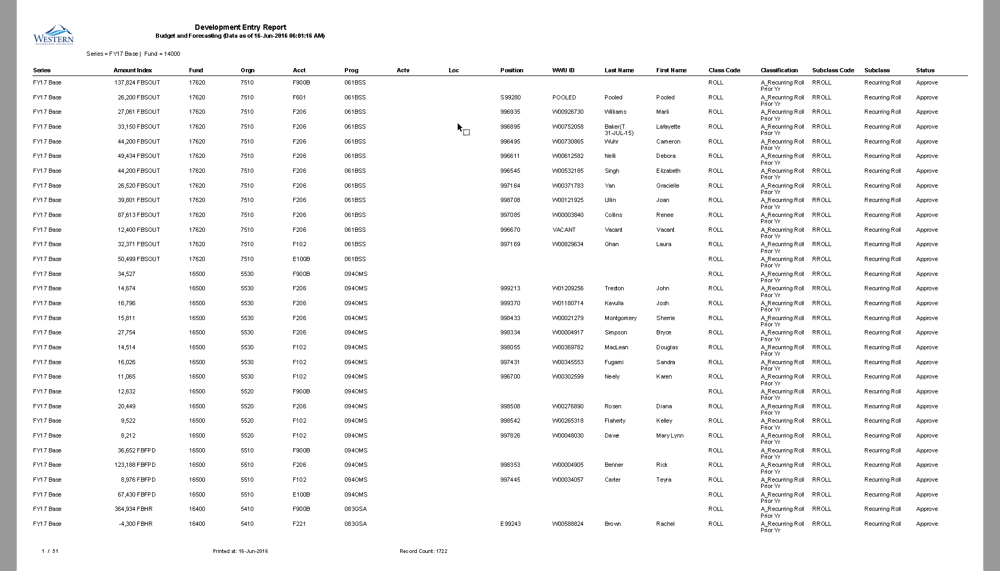 WESTERN
WASHINGTON UNIVERSITY
Development Entry Report
Budget and Forecasting (Data as of 16-Jun-2016 06:01:16 AM)
Series = FY17 Base | Fund = 14000
Series Amount Index Fund Orgn Acct Prog Actv Loc Position WWU ID Last Name First Name Class Code Classification Subclass Code Subclass Status
FY17 Base 137,824 FBSOUT 17620 7510 F900B 061BSS ROLL A_Recurring Roll RROLL Recurring Roll Approve
Prior Yr
FY17 Base 26,200 FBSOUT 17620 7510 F601 061BSS S99280 POOLED Pooled Pooled ROLL A_Recurring Roll RROLL Recurring Roll Approve
Prior Yr
FY17 Base 27,061 FBSOUT 17620 7510 F206 061BSS 996935 W00926730 Williams Marli ROLL A_Recurring Roll RROLL Recurring Roll Approve
Prior Yr
FY17 Base 33,150 FBSOUT 17620 7510 F206 061BSS 996895 W00752058 Baker(T Lafayette ROLL A_Recurring Roll RROLL Recurring Roll Approve
31-JUL-15) Prior Yr
FY17 Base 44,200 FBSOUT 17620 7510 F206 061BSS 996495 W00730865 Wuhr Cameron ROLL A_Recurring Roll RROLL Recurring Roll Approve
Prior Yr
FY17 Base 49,434 FBSOUT 17620 7510 F206 061BSS 996611 W00612582 Nelli Debora ROLL A_Recurring Roll RROLL Recurring Roll Approve
Prior Yr
FY17 Base 44,200 FBSOUT 17620 7510 F206 061BSS 996545 W00532185 Singh Elizabeth ROLL A_Recurring Roll RROLL Recurring Roll Approve
Prior Yr
FY17 Base 26,520 FBSOUT 17620 7510 F206 061BSS 997164 W00371783 Yan Gracielle ROLL A_Recurring Roll RROLL Recurring Roll Approve
Prior Yr
FY17 Base 39,801 FBSOUT 17620 7510 F206 061BSS 998708 W00121925 Ullin Joan ROLL A_Recurring Roll RROLL Recurring Roll Approve
Prior Yr
FY17 Base 87,613 FBSOUT 17620 7510 F206 061BSS 997085 W00003840 Collins Renee ROLL A_Recurring Roll RROLL Recurring Roll Approve
Prior Yr
FY17 Base 12,400 FBSOUT 17620 7510 F206 061BSS 996670 VACANT Vacant Vacant ROLL A_Recurring Roll RROLL Recurring Roll Approve
Prior Yr
FY17 Base 32,371 FBSOUT 17620 7510 F102 061BSS 997169 W00829634 Ghan Laura ROLL A_Recurring Roll RROLL Recurring Roll Approve
Prior Yr
FY17 Base 50,499 FBSOUT 17620 7510 E100B 061BSS ROLL A_Recurring Roll RROLL Recurring Roll Approve
Prior Yr
FY17 Base 34,527 16500 5530 F900B 094OMS ROLL A_Recurring Roll RROLL Recurring Roll Approve
Prior Yr
FY17 Base 14,674 16500 5530 F206 094OMS 999213 W01209256 Treston John ROLL A_Recurring Roll RROLL Recurring Roll Approve
Prior Yr
FY17 Base 16,796 16500 5530 F206 094OMS 999370 W01180714 Kavulla Josh ROLL A_Recurring Roll RROLL Recurring Roll Approve
Prior Yr
FY17 Base 15,811 16500 5530 F206 094OMS 998433 W00021279 Montgomery Sherrie ROLL A_Recurring Roll RROLL Recurring Roll Approve
Prior Yr
FY17 Base 27,754 16500 5530 F206 094OMS 998334 W00004917 Simpson Bryce ROLL A_Recurring Roll RROLL Recurring Roll Approve
Prior Yr
FY17 Base 14,514 16500 5530 F102 094OMS 998055 W00369782 MacLean Douglas ROLL A_Recurring Roll RROLL Recurring Roll Approve
Prior Yr
FY17 Base 16,026 16500 5530 F102 094OMS 997431 W00345553 Fugami Sandra ROLL A_Recurring Roll RROLL Recurring Roll Approve
Prior Yr
FY17 Base 11,065 16500 5530 F102 094OMS 996700 W00302599 Neely Karen ROLL A_Recurring Roll RROLL Recurring Roll Approve
Prior Yr
FY17 Base 12,632 16500 5520 F900B 094OMS ROLL A_Recurring Roll RROLL Recurring Roll Approve
Prior Yr
FY17 Base 20,449 16500 5520 F206 094OMS 998508 W00276890 Rosen Diana ROLL A_Recurring Roll RROLL Recurring Roll Approve
Prior Yr
FY17 Base 9,522 16500 5520 F102 094OMS 998542 W00265318 Flaherty Kelley ROLL A_Recurring Roll RROLL Recurring Roll Approve
Prior Yr
FY17 Base 8,212 16500 5520 F102 094OMS 997826 W00048030 Dawe Mary Lynn ROLL A_Recurring Roll RROLL Recurring Roll Approve
Prior Yr
FY17 Base 36,652 FBFPD 16500 5510 F900B 094OMS ROLL A_Recurring Roll RROLL Recurring Roll Approve
Prior Yr
FY17 Base 123,188 FBFPD 16500 5510 F206 094OMS 998353 W00004905 Benner Rick ROLL A_Recurring Roll RROLL Recurring Roll Approve
Prior Yr
FY17 Base 8,976 FBFPD 16500 5510 F102 094OMS 997445 W00034057 Carter Teyra ROLL A_Recurring Roll RROLL Recurring Roll Approve
Prior Yr
FY17 Base 67,430 FBFPD 16500 5510 E100B 094OMS ROLL A_Recurring Roll RROLL Recurring Roll Approve
Prior Yr
FY17 Base 364,934 FBHR 16400 5410 F900B 083GSA ROLL A_Recurring Roll RROLL Recurring Roll Approve
Prior Yr
FY17 Base -4,300 FBHR 16400 5410 F221 083GSA E99243 W00588824 Brown Rachel ROLL A_Recurring Roll RROLL Recurring Roll Approve
Prior Yr
1 / 51 Printed at: 16-Jun-2016 Record Count: 1722